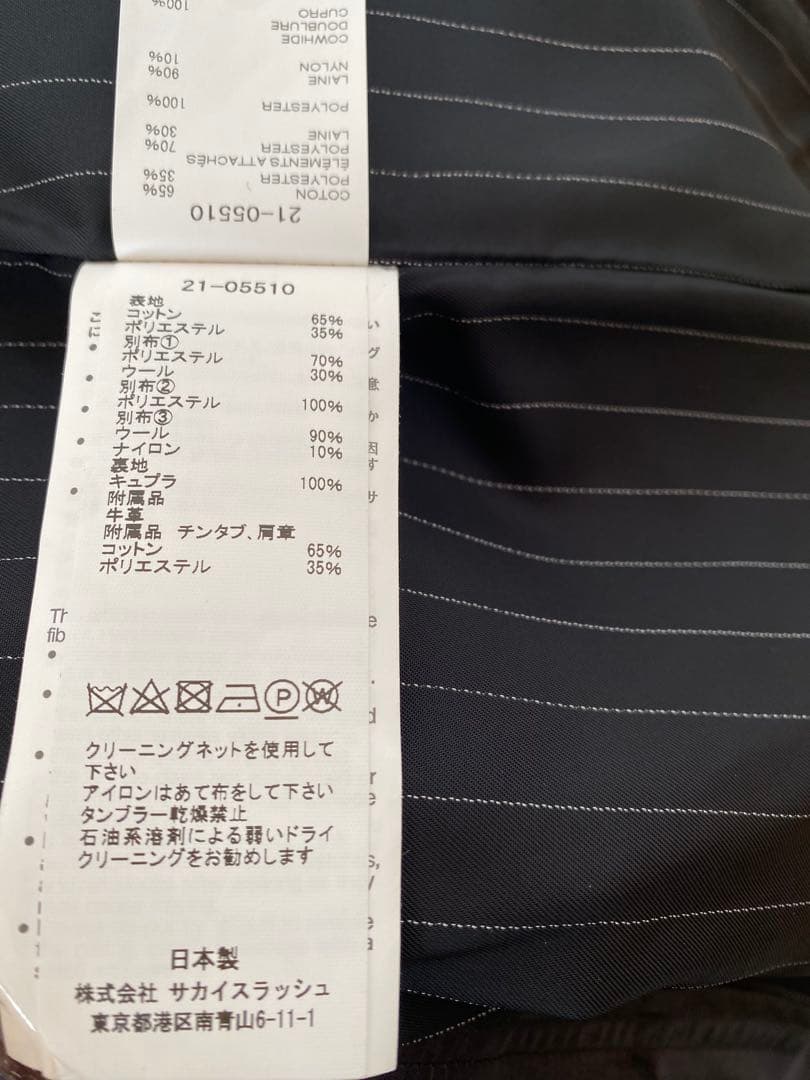 100%
CUPRO
DOUBLURE
COWHIDE
10%
NYLON
90%
LAINE
100%
POLYESTER
30%
LAINE
70%
POLYESTER
ÉLÉMENTS ATTACHÉS
35%
POLYESTER
65%
COTON
21-05510
21-05510
表地
コットン 65%
ポリエステル 35%
別布①
ポリエステル 70%
ウール 30%
別布②
ポリエステル 100%
別布③
ウール 90%
ナイロン 10%
裏地
キュプラ 100%
附属品
牛革
附属品 チンタブ、肩章
コットン 65%
ポリエステル 35%
P
W
クリーニングネットを使用して
下さい
アイロンはあて布をして下さい
タンブラー乾燥禁止
石油系溶剤による弱いドライ
クリーニングをお勧めします
日本製
株式会社 サカイスラッシュ
東京都港区南青山6-11-1